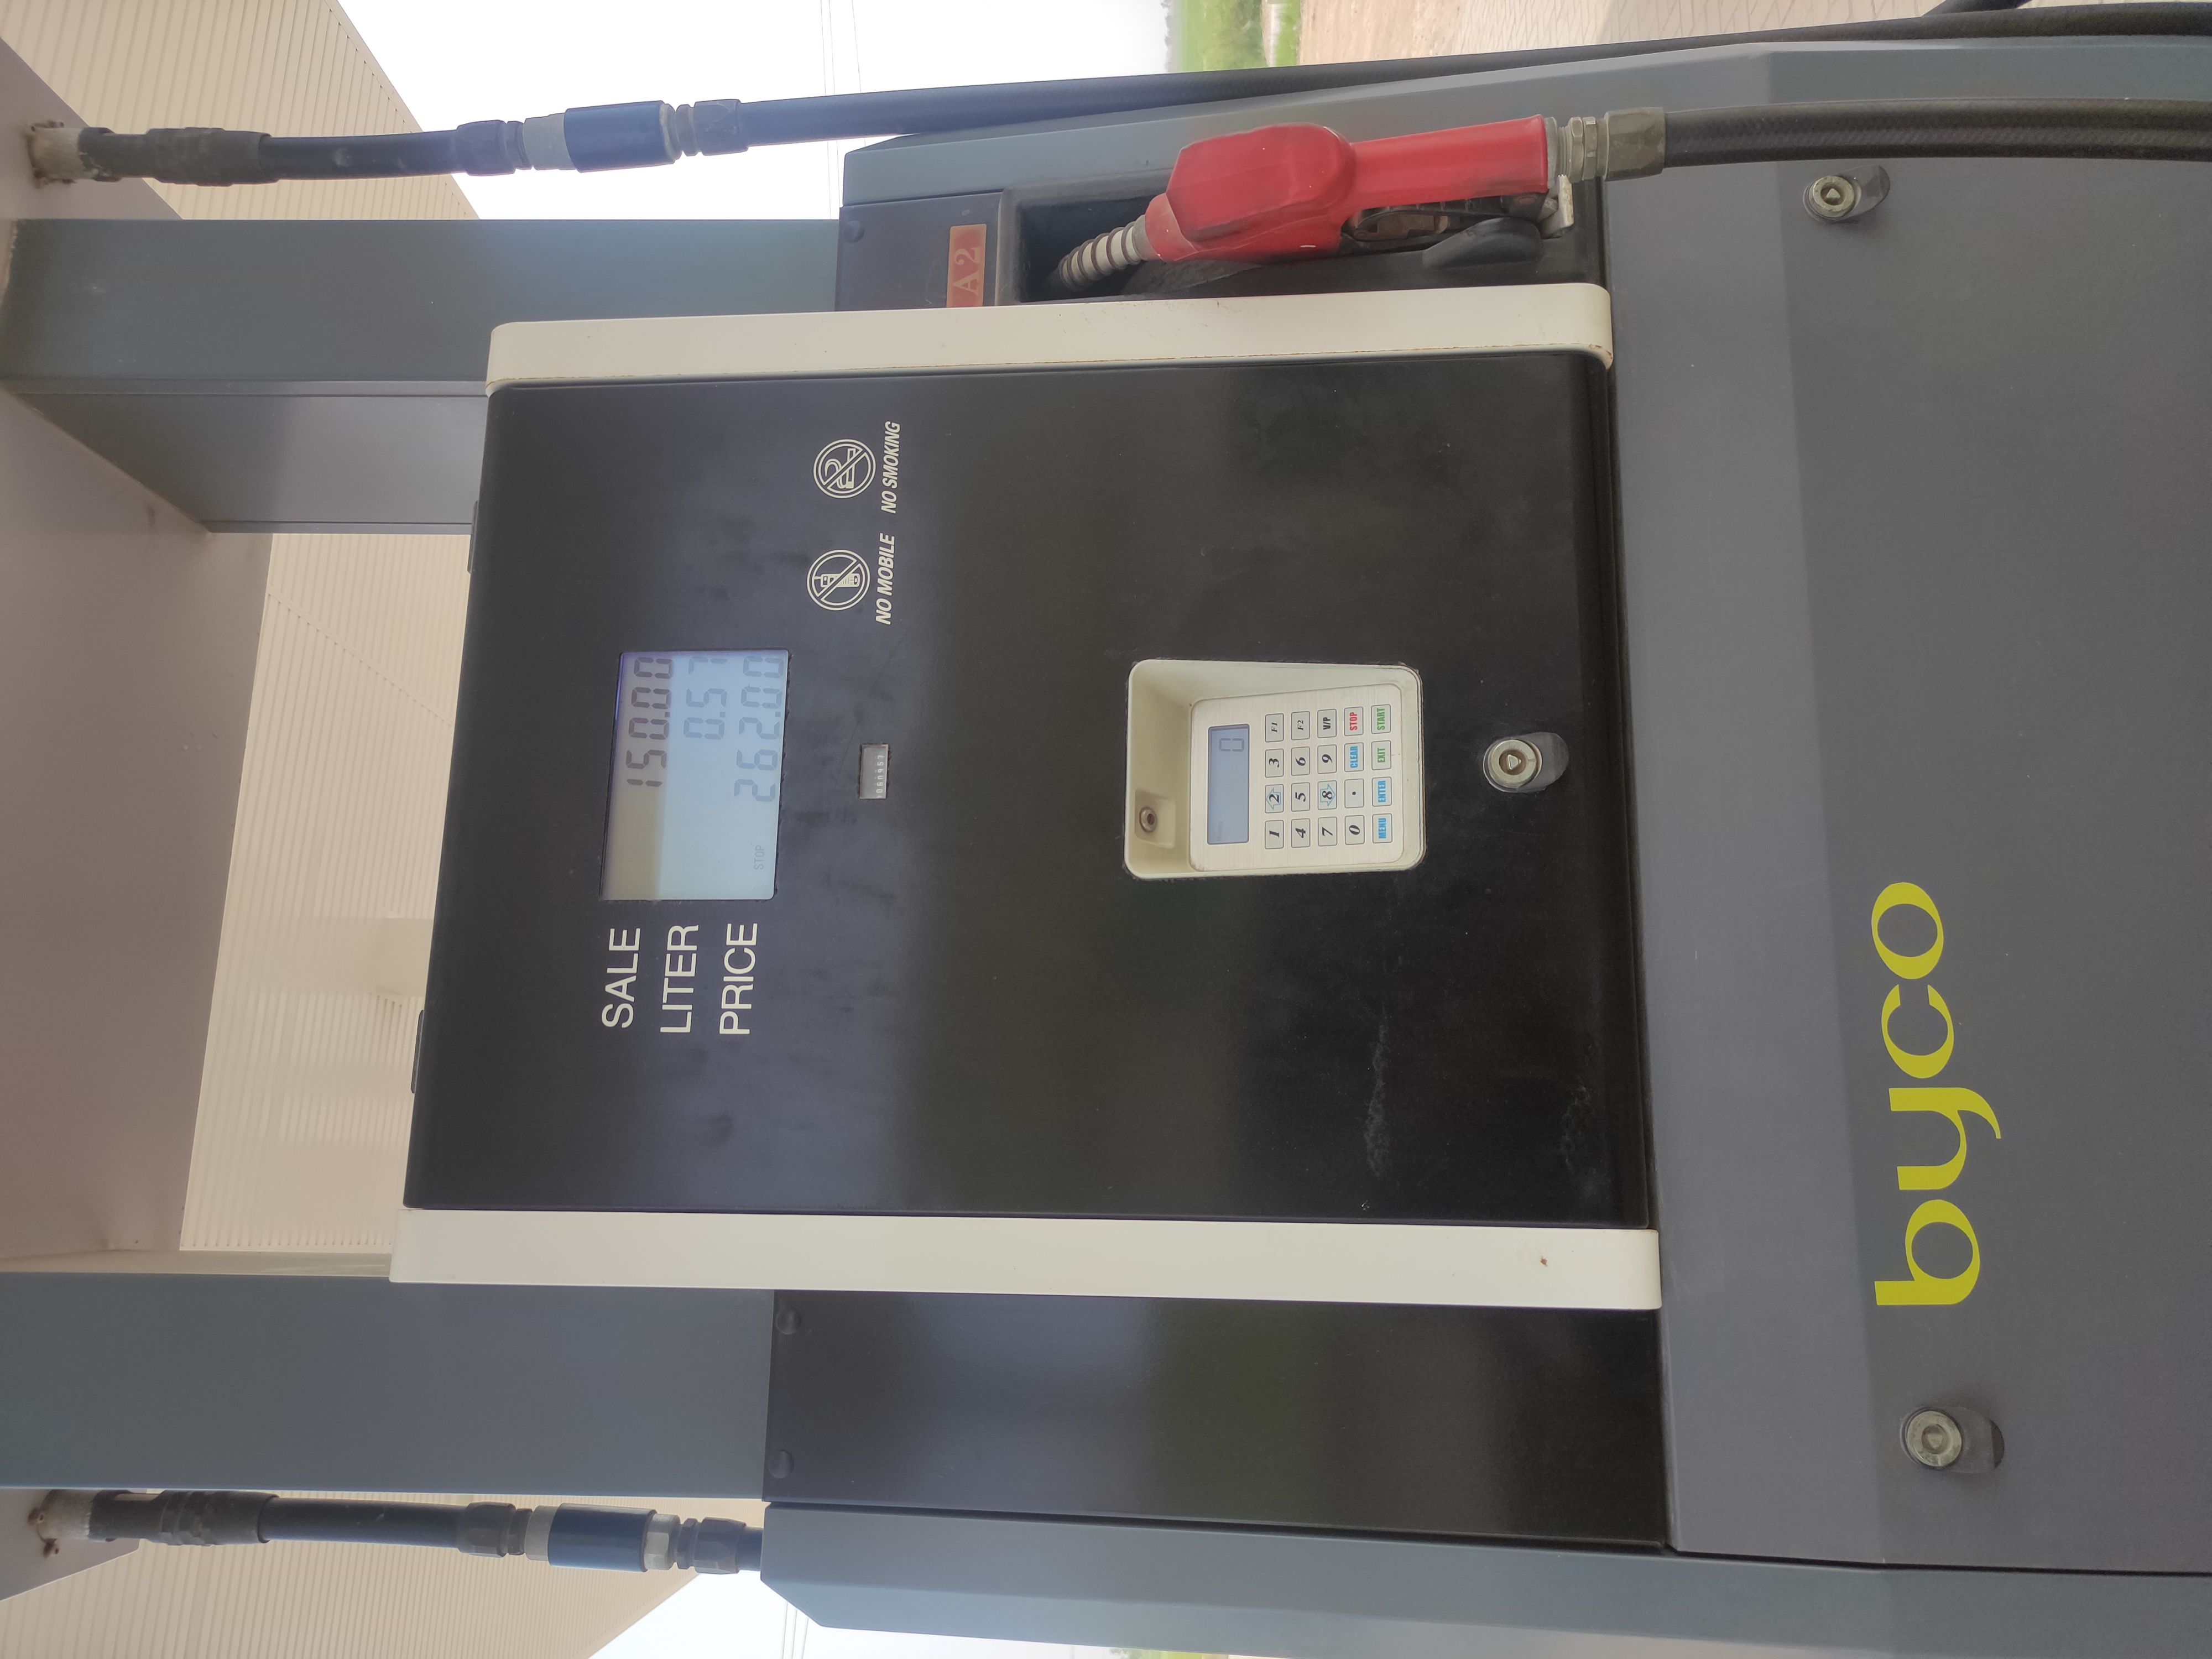 SALE 150.00
LITER 0.57
PRICE 262.00
STOP
NO MOBILE NO SMOKING
A2
0
1 2 3 F1
4 5 6 F2
7 8 9 V/P
0 . CLEAR STOP
MENU ENTER EXIT START
byco